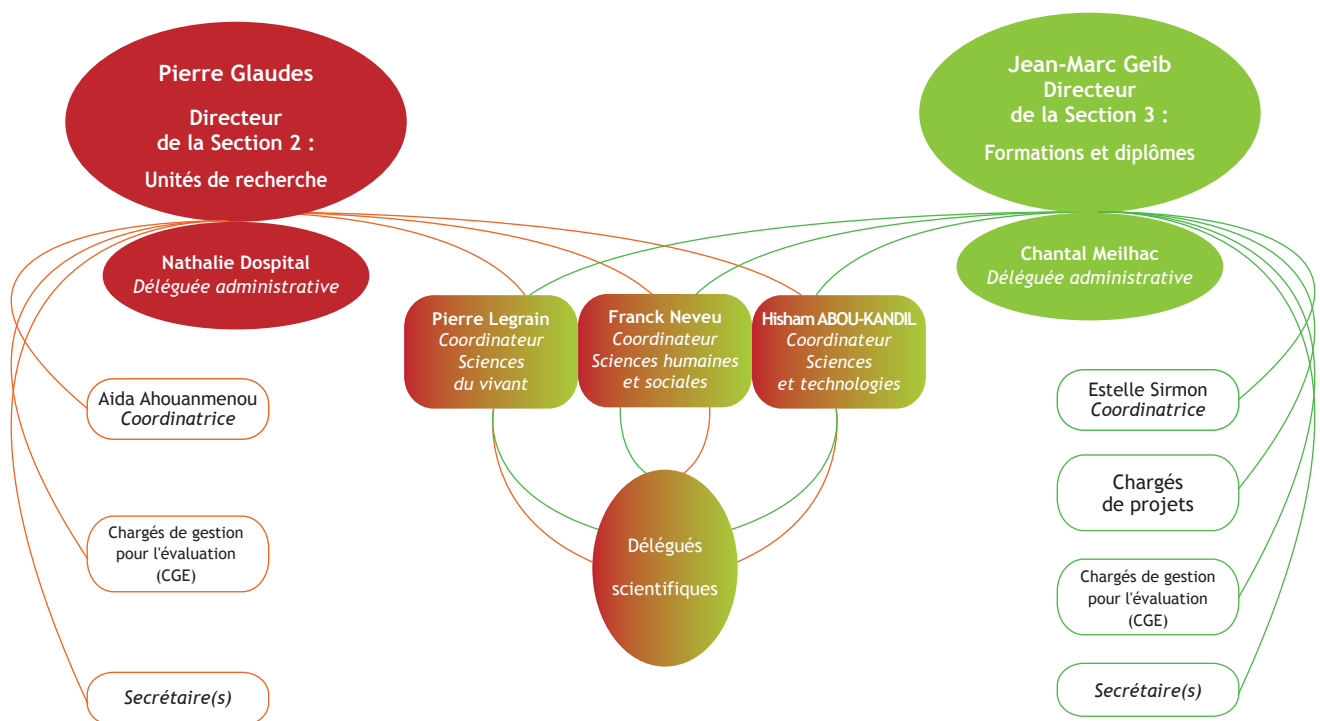 Pierre Glaudes
Directeur
de la Section 2 :
Unités de recherche
Nathalie Dospital
Déléguée administrative
Jean-Marc Geib
Directeur
de la Section 3 :
Formations et diplômes
Chantal Meilhac
Déléguée administrative
Pierre Legrain
Coordinateur
Sciences
du vivant
Franck Neveu
Coordinateur
Sciences humaines
et sociales
Hisham ABOU-KANDIL
Coordinateur
Sciences
et technologies
Aida Ahouanmenou
Coordinatrice
Chargés de gestion
pour l'évaluation
(CGE)
Secrétaire(s)
Délégués
scientifiques
Estelle Sirmon
Coordinatrice
Chargés
de projets
Chargés de gestion
pour l'évaluation
(CGE)
Secrétaire(s)